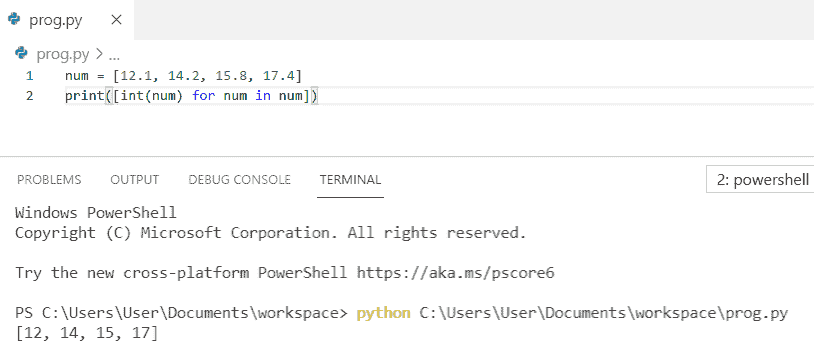 prog.py
prog.py > ...
1 num = [12.1, 14.2, 15.8, 17.4]
2 print([int(num) for num in num])
PROBLEMS OUTPUT DEBUG CONSOLE TERMINAL 2: powershell
Windows PowerShell
Copyright (C) Microsoft Corporation. All rights reserved.
Try the new cross-platform PowerShell https://aka.ms/pscore6
PS C:\Users\User\Documents\workspace> python C:\Users\User\Documents\workspace\prog.py
[12, 14, 15, 17]